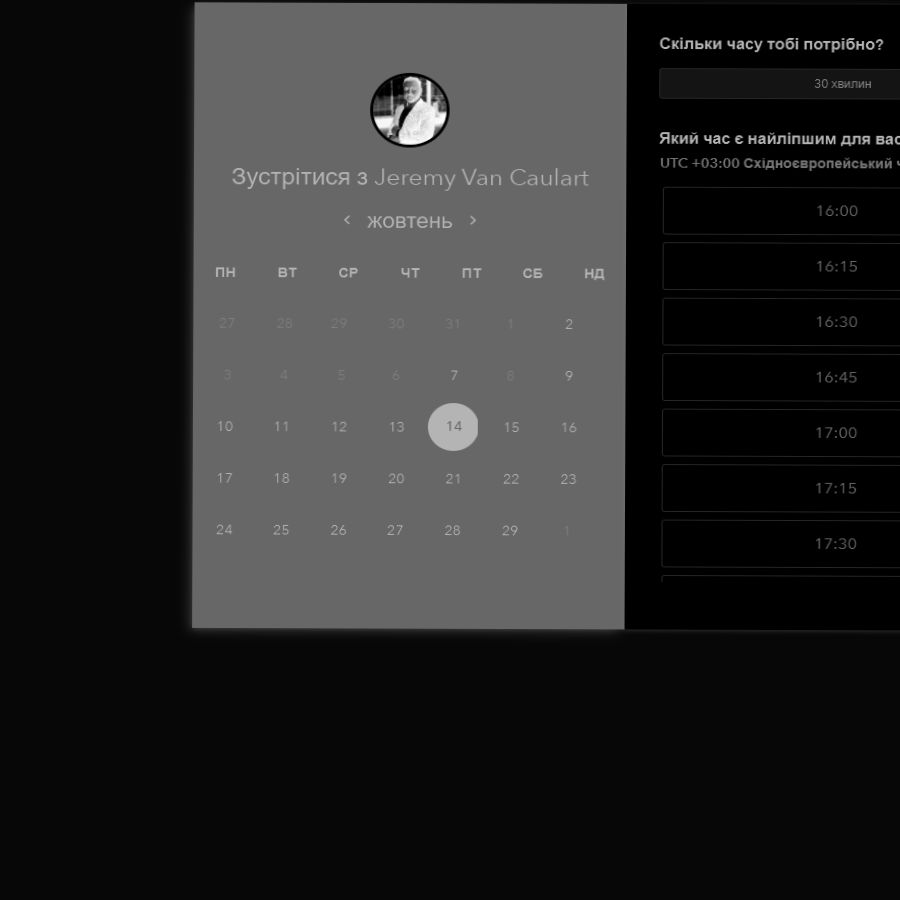 Зустрітися з Jeremy Van Caulart
< жовтень >
ПН ВТ СР ЧТ ПТ СБ НД
27 28 29 30 31 1 2
3 4 5 6 7 8 9
10 11 12 13 14 15 16
17 18 19 20 21 22 23
24 25 26 27 28 29 1
Скільки часу тобі потрібно?
30 хвилин
Який час є найліпшим для
UTC +03:00 Східноєвропейський
16:00
16:15
16:30
16:45
17:00
17:15
17:30